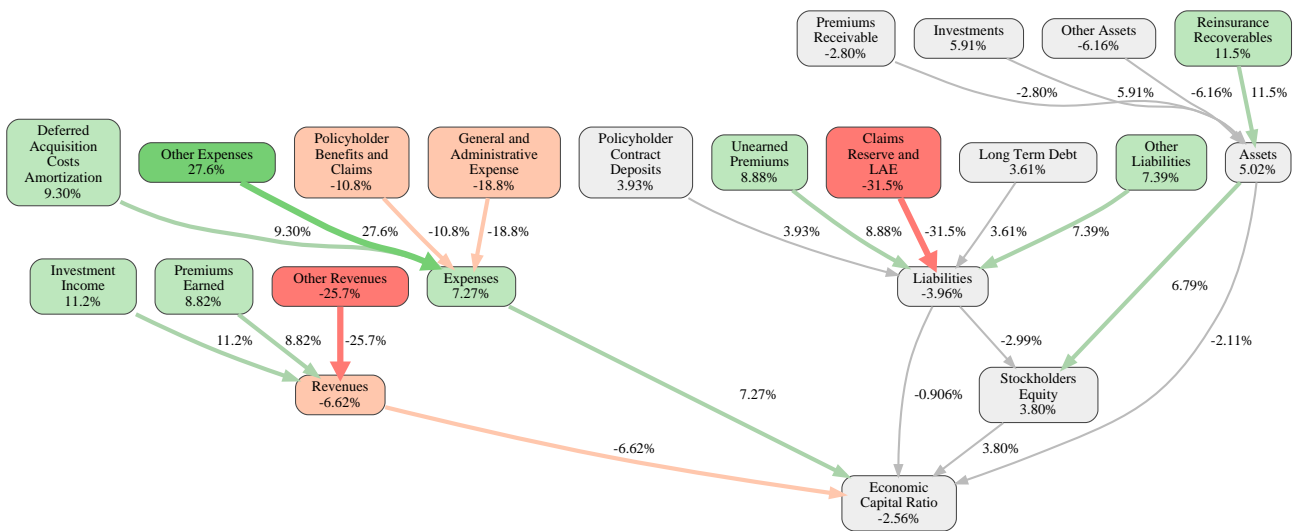 Premiums
Receivable
-2.80%
Investments
5.91%
Other Assets
-6.16%
Reinsurance
Recoverables
11.5%
-2.80%
5.91%
-6.16%
11.5%
Deferred
Acquisition
Costs
Amortization
9.30%
Other Expenses
27.6%
Policyholder
Benefits and
Claims
-10.8%
General and
Administrative
Expense
-18.8%
Policyholder
Contract
Deposits
3.93%
Unearned
Premiums
8.88%
Claims
Reserve and
LAE
-31.5%
Long Term Debt
3.61%
Other
Liabilities
7.39%
Assets
5.02%
9.30%
27.6%
-10.8%
-18.8%
3.93%
8.88%
-31.5%
3.61%
7.39%
Investment
Income
11.2%
Premiums
Earned
8.82%
Other Revenues
-25.7%
Expenses
7.27%
Liabilities
-3.96%
6.79%
11.2%
8.82%
-25.7%
-2.99%
-2.11%
Revenues
-6.62%
7.27%
-0.906%
Stockholders
Equity
3.80%
-6.62%
3.80%
Economic
Capital Ratio
-2.56%